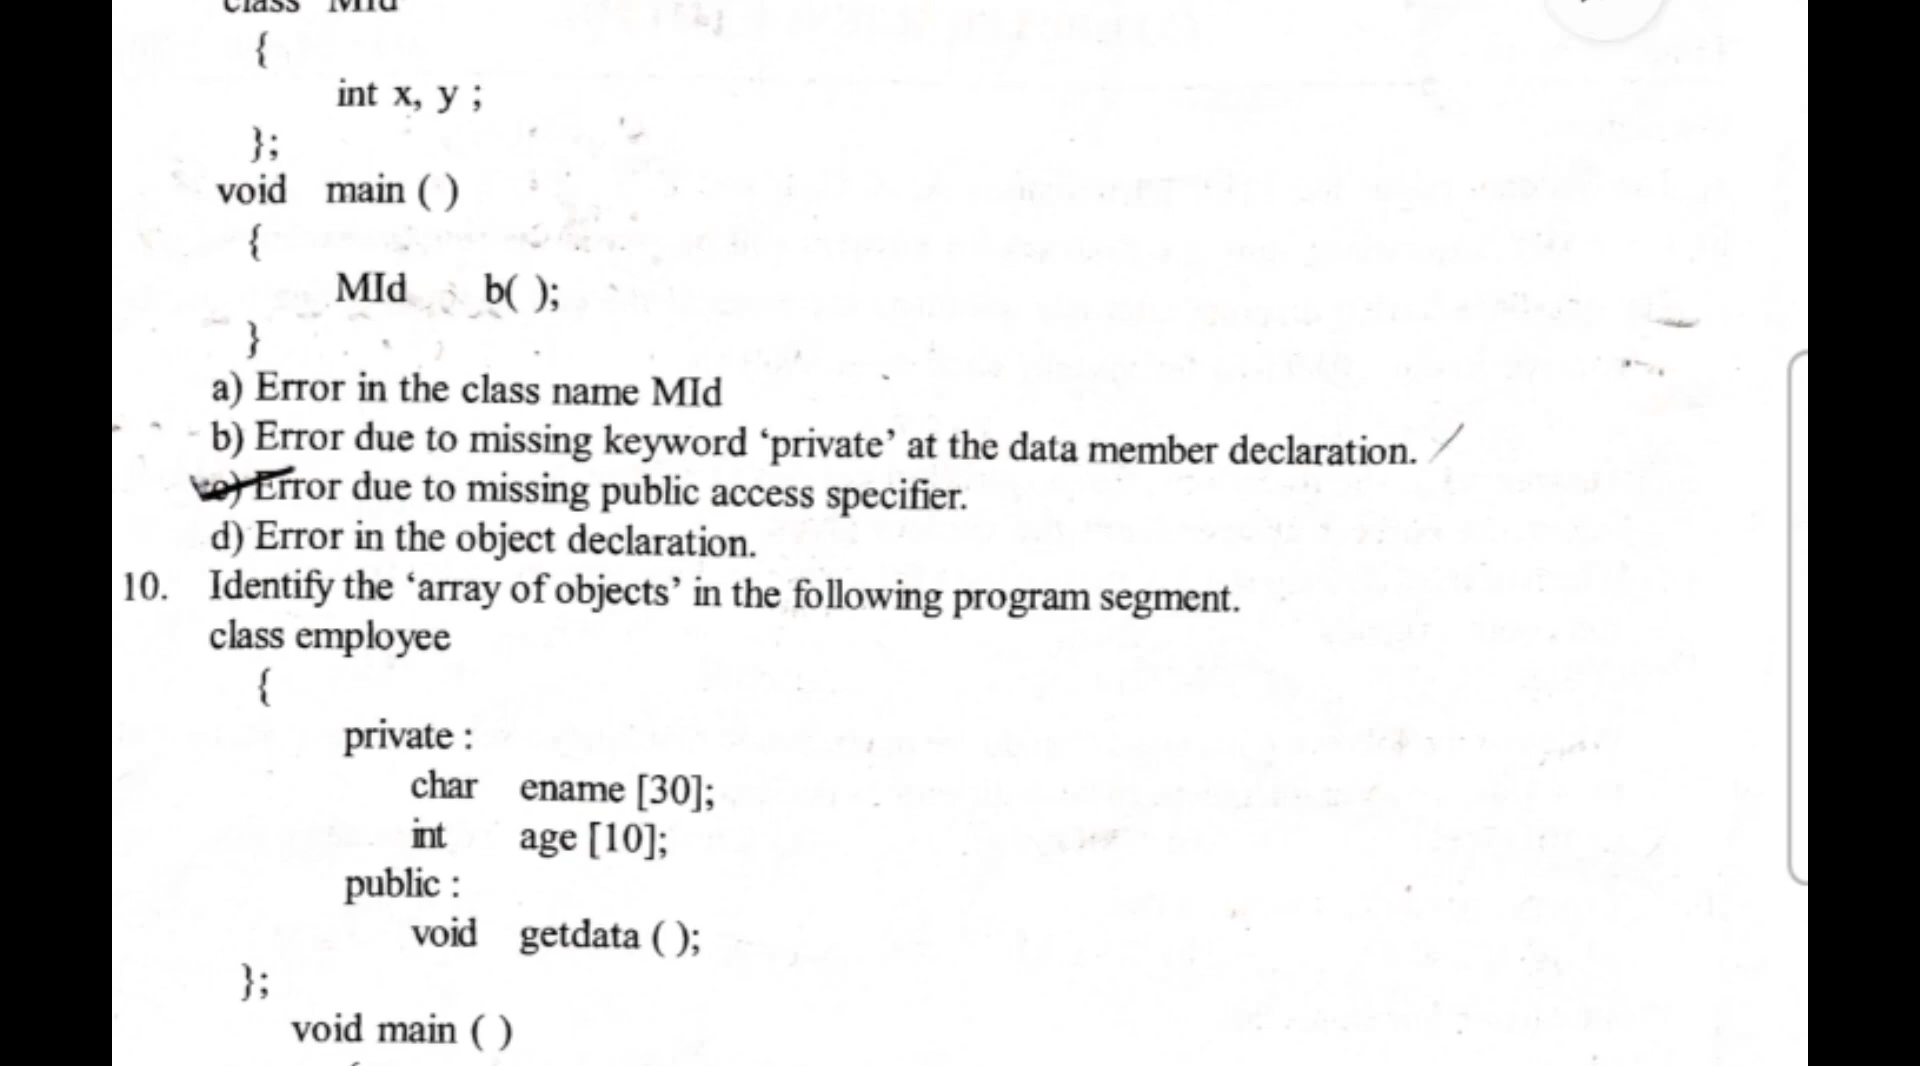 class MId
{
int x, y ;
};
void main ( )
{
MId b( );
}
a) Error in the class name MId
b) Error due to missing keyword ‘private’ at the data member declaration.
c) Error due to missing public access specifier.
d) Error in the object declaration.
10. Identify the ‘array of objects’ in the following program segment.
class employee
{
private :
char ename [30];
int age [10];
public :
void getdata ( );
};
void main ( )